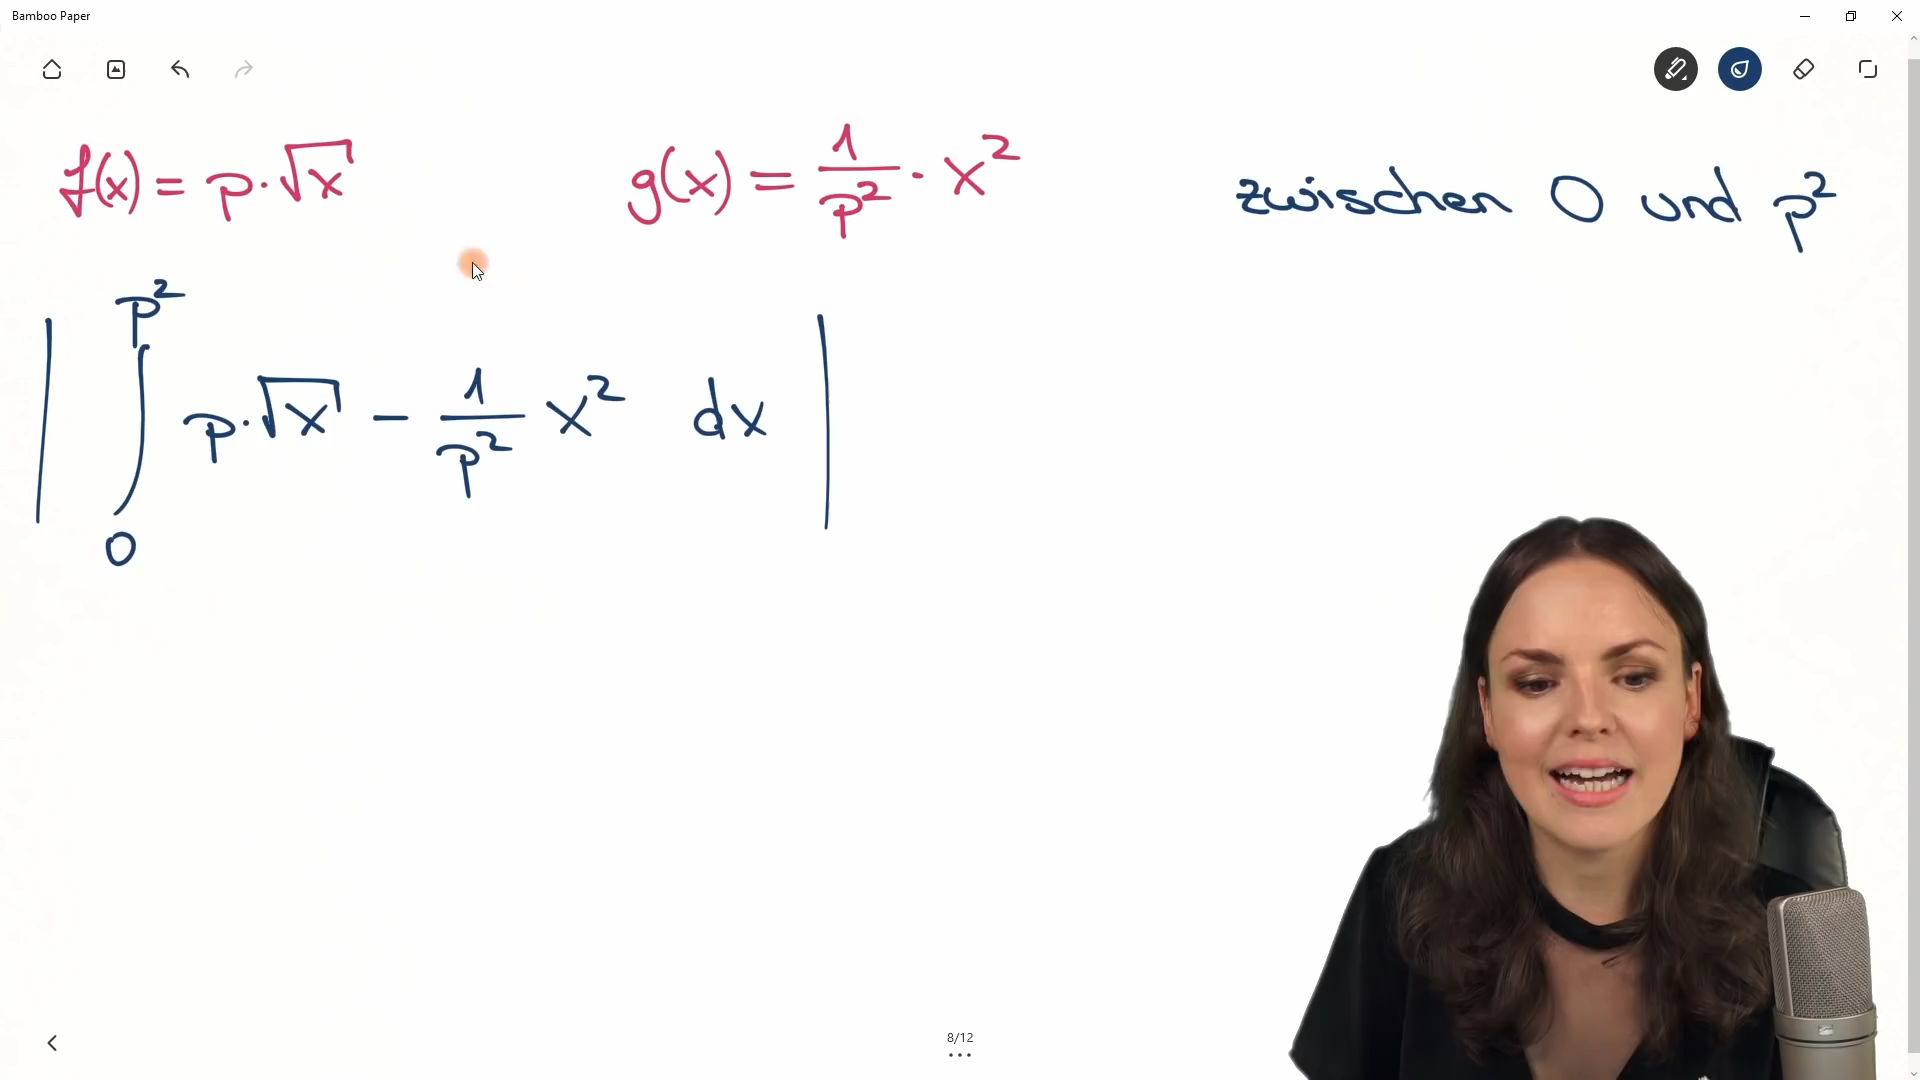 Bamboo Paper
f(x) = p · √x g(x) = 1/p² · x² zwischen 0 und p²
| ∫₀^p² p · √x − 1/p² x² dx |
8/12